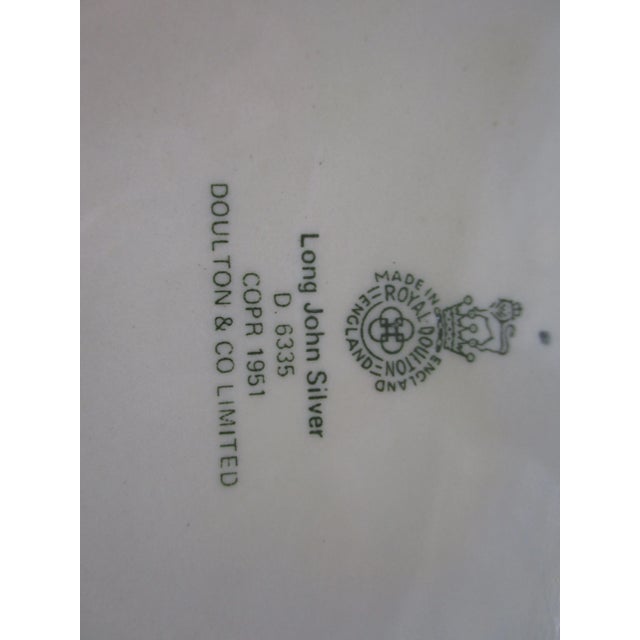 MADE IN ENGLAND
ROYAL DOULTON
ENGLAND
Long John Silver
D. 6335
COPR 1951
DOULTON & CO LIMITED